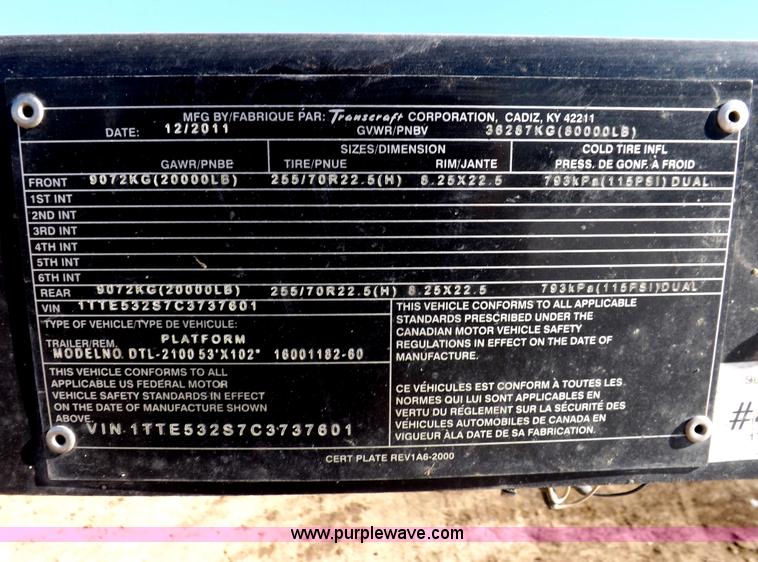 MFG BY/FABRIQUE PAR: Transcraft CORPORATION, CADIZ, KY 42211
DATE: 12/2011 GVWR/PNBV 36287KG(80000LB)
SIZES/DIMENSION COLD TIRE INFL
GAWR/PNBE TIRE/PNUE RIM/JANTE PRESS. DE GONF. À FROID
FRONT 9072KG(20000LB) 255/70R22.5(H) 8.25X22.5 793kPa(115PSI)DUAL
1ST INT
2ND INT
3RD INT
4TH INT
5TH INT
6TH INT
REAR 9072KG(20000LB) 255/70R22.5(H) 8.25X22.5 793kPa(115PSI)DUAL
VIN 1TTE532S7C3737601
TYPE OF VEHICLE/TYPE DE VEHICULE:
TRAILER/REM. PLATFORM
MODELNO. DTL-2100 53'X102" 16001182-60
THIS VEHICLE CONFORMS TO ALL
APPLICABLE US FEDERAL MOTOR
VEHICLE SAFETY STANDARDS IN EFFECT
ON THE DATE OF MANUFACTURE SHOWN
ABOVE.
VIN 1TTE532S7C3737601
THIS VEHICLE CONFORMS TO ALL APPLICABLE
STANDARDS PRESCRIBED UNDER THE
CANADIAN MOTOR VEHICLE SAFETY
REGULATIONS IN EFFECT ON THE DATE OF
MANUFACTURE.
CE VÉHICULES EST CONFORM À TOUTES LES
NORMES QUI LUI SONT APPLICABLES EN
VERTU DU RÉGLEMENT SUR LA SÉCURITÉ DES
VÉHICULES AUTOMOBILES DE CANADA EN
VIGUEUR ÀLA DATE DE SA FABRICATION.
CERT PLATE REV1A6-2000
#
www.purplewave.com